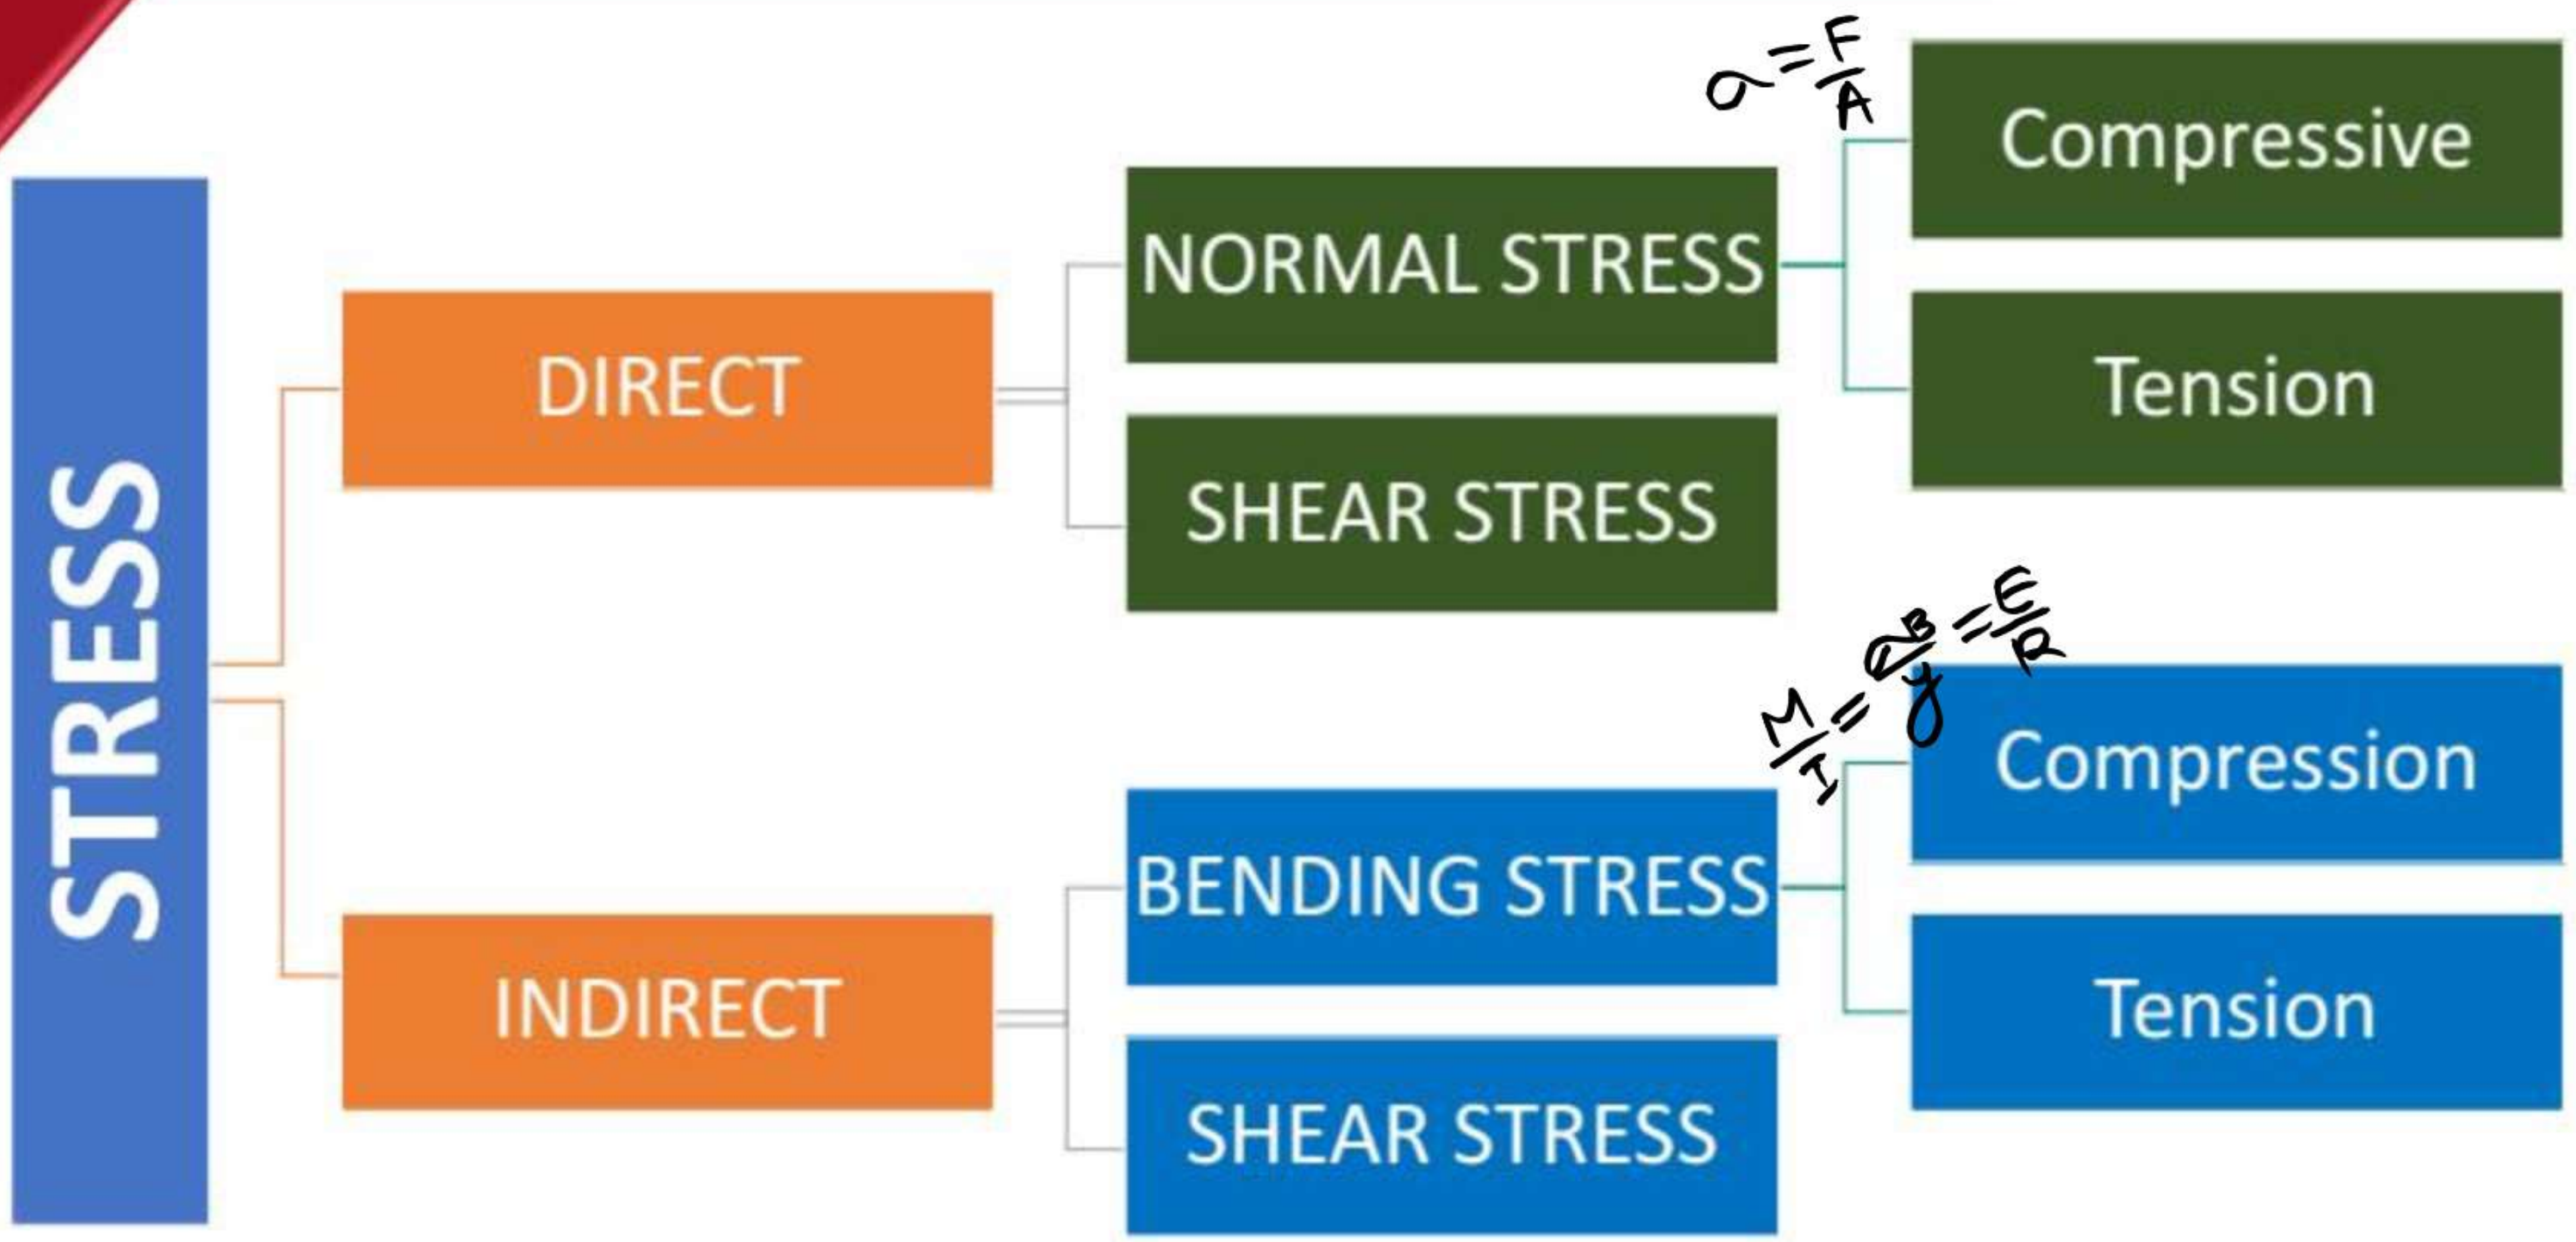 STRESS
DIRECT
NORMAL STRESS
σ = F/A
Compressive
Tension
SHEAR STRESS
INDIRECT
BENDING STRESS
M/I = σB/y = E/R
Compression
Tension
SHEAR STRESS